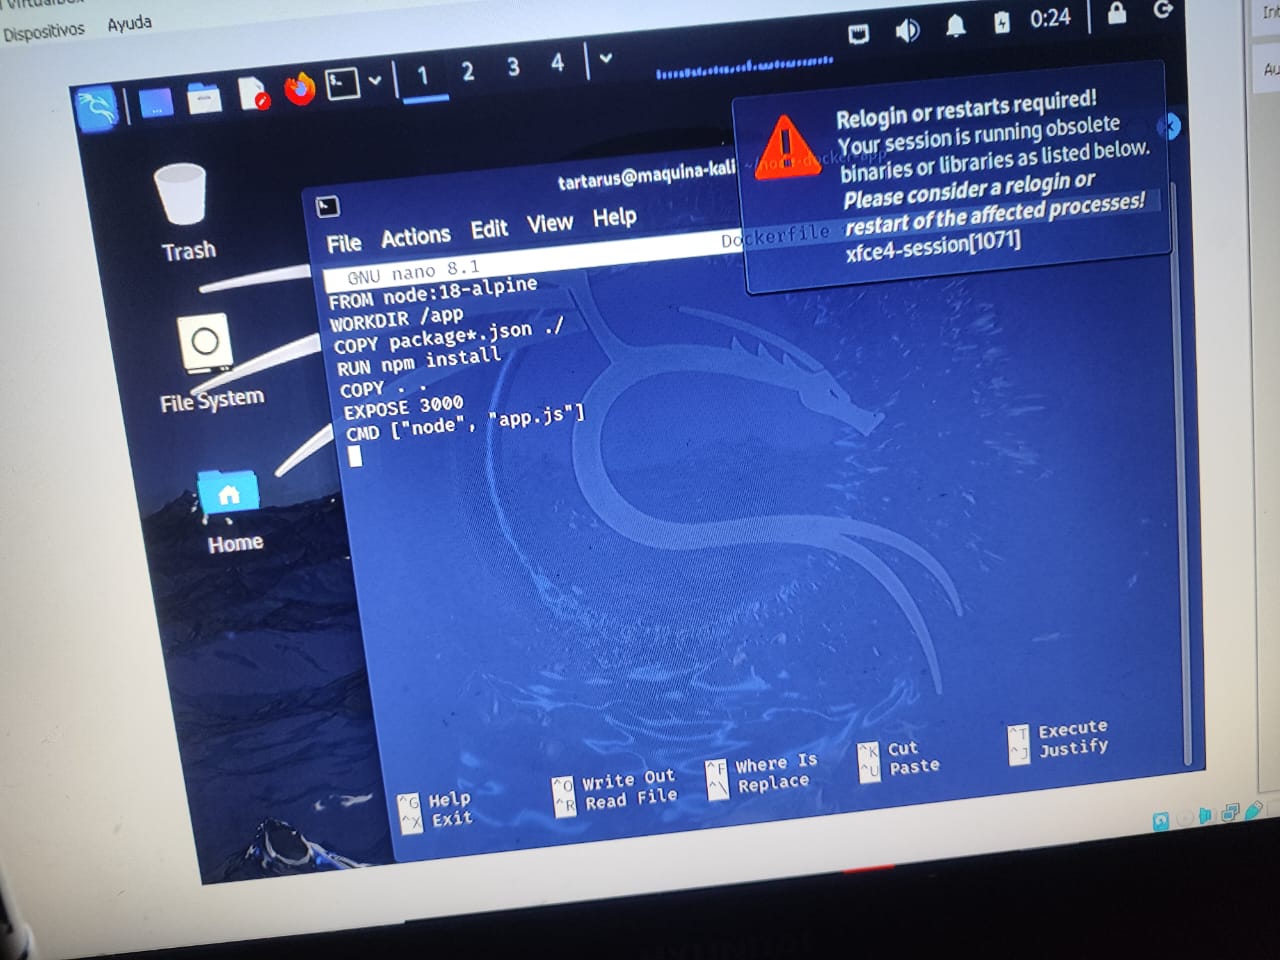 Dispositivos Ayuda
1 2 3 4
0:24
Relogin or restarts required!
Your session is running obsolete
binaries or libraries as listed below.
Please consider a relogin or
restart of the affected processes!
xfce4-session[1071]
Trash
File System
Home
tartarus@maquina-kali
File Actions Edit View Help
GNU nano 8.1 Dockerfile
FROM node:18-alpine
WORKDIR /app
COPY package*.json ./
RUN npm install
COPY . .
EXPOSE 3000
CMD ["node", "app.js"]
^G Help ^O Write Out ^F Where Is ^K Cut ^T Execute
^X Exit ^R Read File ^\ Replace ^U Paste ^J Justify